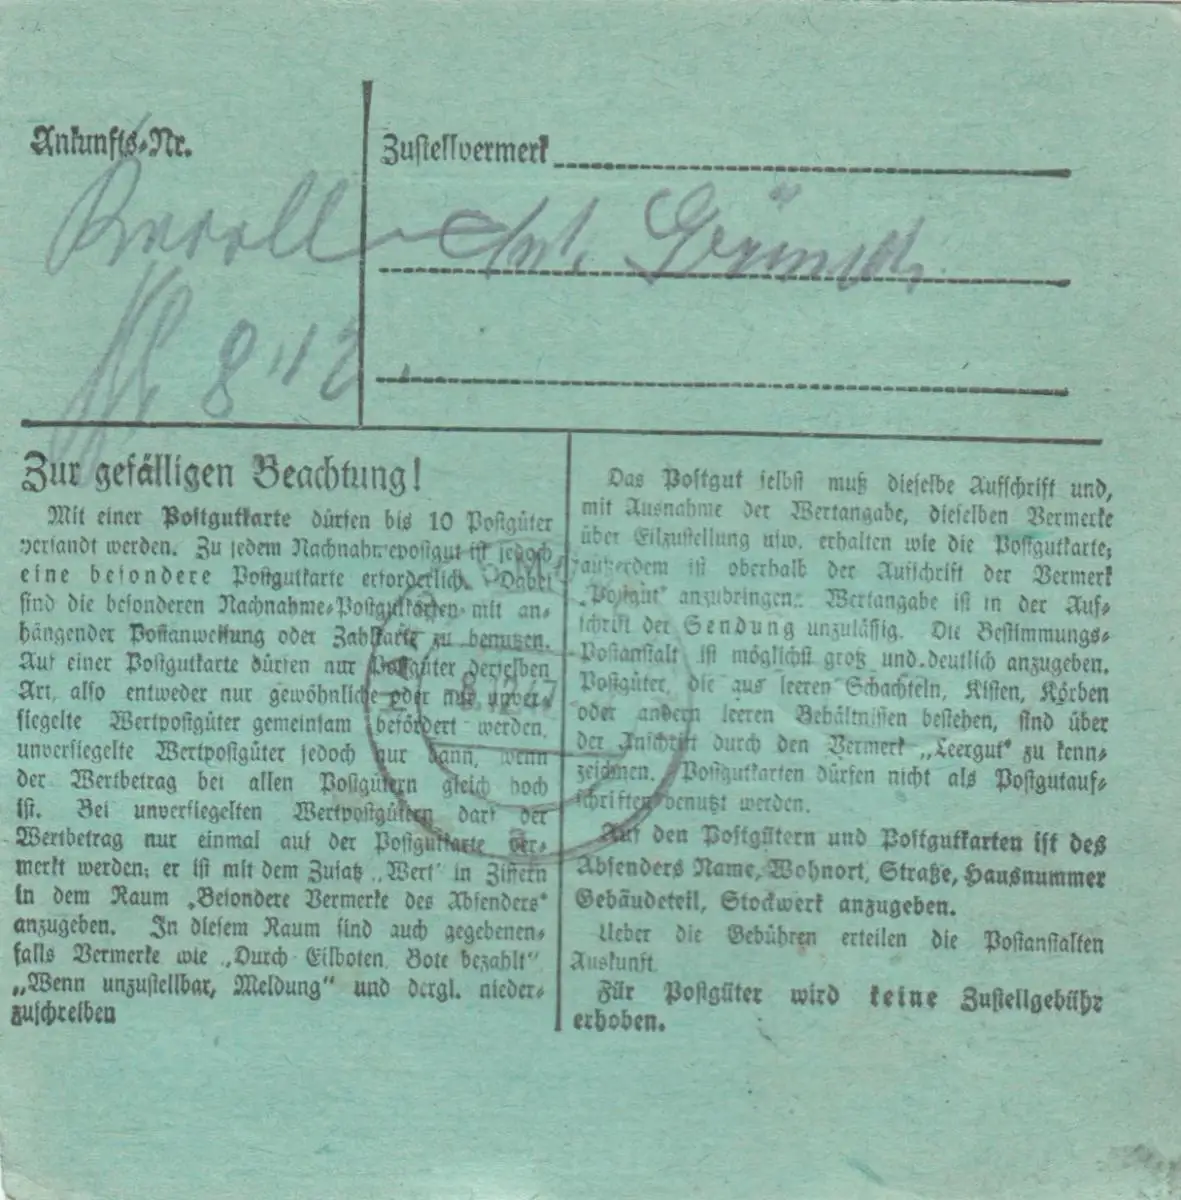 Ankunfts-Nr.
Zustellvermerk
8
Zur gefälligen Beachtung!
Mit einer Postgutkarte dürfen bis 10 Postgüter
versandt werden. Zu jedem Nachnahmepostgut ist jedoch
eine besondere Postgutkarte erforderlich. Dabei
sind die besonderen Nachnahme-Postgutkarten mit an-
hängender Postanweisung oder Zahlkarte zu benutzen.
Auf einer Postgutkarte dürfen nur Postgüter derselben
Art, also entweder nur gewöhnliche oder nur unver-
siegelte Wertpostgüter gemeinsam befördert werden,
unversiegelte Wertpostgüter jedoch nur dann, wenn
der Wertbetrag bei allen Postgütern gleich hoch
ist. Bei unversiegelten Wertpostgütern darf der
Wertbetrag nur einmal auf der Postgutkarte ver-
merkt werden; er ist mit dem Zusatz „Wert" in Ziffern
in dem Raum „Besondere Vermerke des Absenders"
anzugeben. In diesem Raum sind auch gegebenen-
falls Vermerke wie „Durch Eilboten, Bote bezahlt"
„Wenn unzustellbar, Meldung" und dergl. nieder-
zuschreiben
Das Postgut selbst muß dieselbe Aufschrift und,
mit Ausnahme der Wertangabe, dieselben Vermerke
über Eilzustellung usw. erhalten wie die Postgutkarte;
außerdem ist oberhalb der Aufschrift der Vermerk
„Postgut" anzubringen. Wertangabe ist in der Auf-
schrift der Sendung unzulässig. Die Bestimmungs-
Postanstalt ist möglichst groß und deutlich anzugeben.
Postgüter, die aus leeren Schachteln, Kisten, Körben
oder andern leeren Behältnissen bestehen, sind über
der Inschrift durch den Vermerk „Leergut" zu kenn-
zeichnen. Postgutkarten dürfen nicht als Postgutauf-
schriften benutzt werden.
Auf den Postgütern und Postgutkarten ist des
Absenders Name, Wohnort, Straße, Hausnummer
Gebäudeteil, Stockwerk anzugeben.
Ueber die Gebühren erteilen die Postanstalten
Auskunft
Für Postgüter wird keine Zustellgebühr
erhoben.